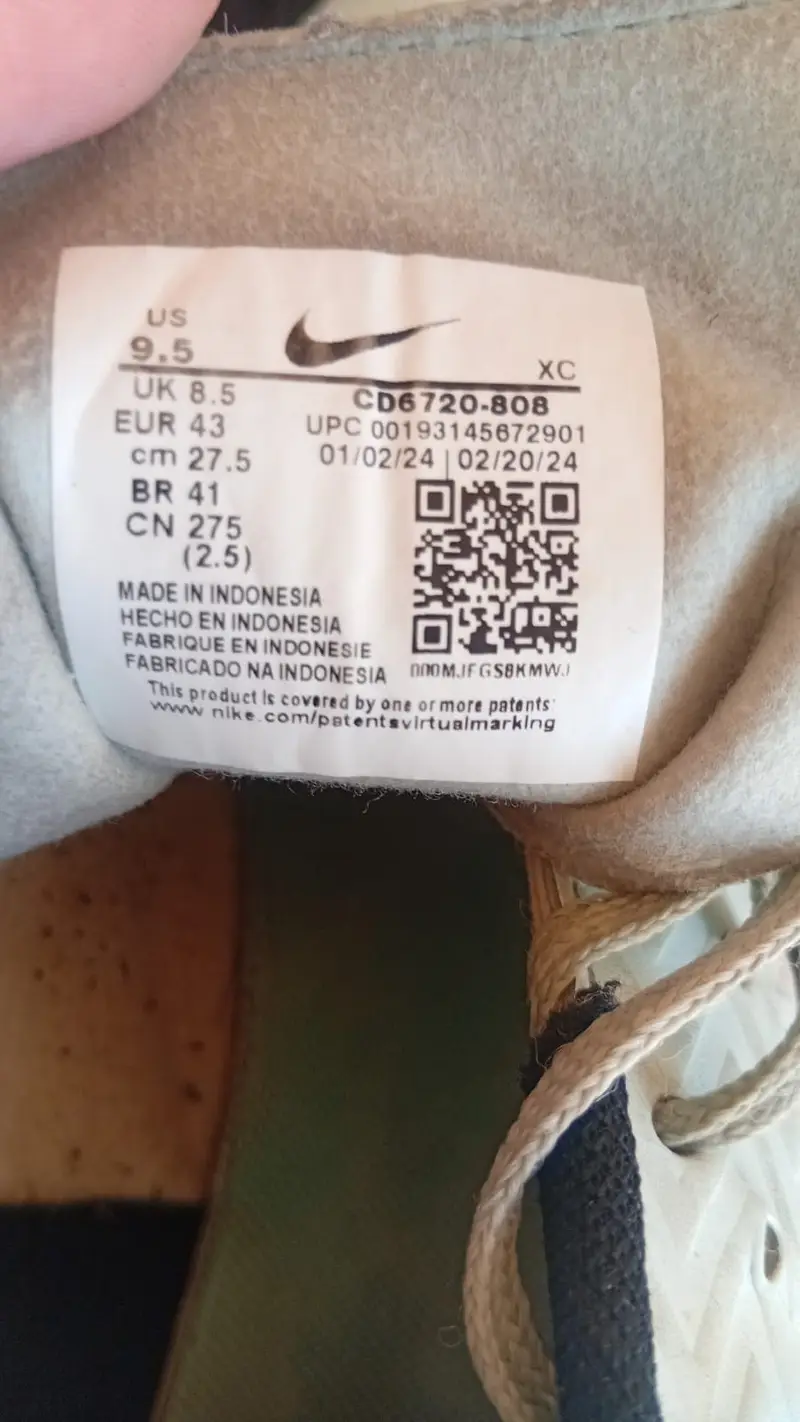 US
9.5
XC
UK 8.5
CD6720-808
EUR 43
UPC 00193145672901
cm 27.5
01/02/24 | 02/20/24
BR 41
CN 275
(2.5)
MADE IN INDONESIA
HECHO EN INDONESIA
FABRIQUE EN INDONESIE
FABRICADO NA INDONESIA
This product is covered by one or more patents
www.nike.com/patentsvirtualmarking